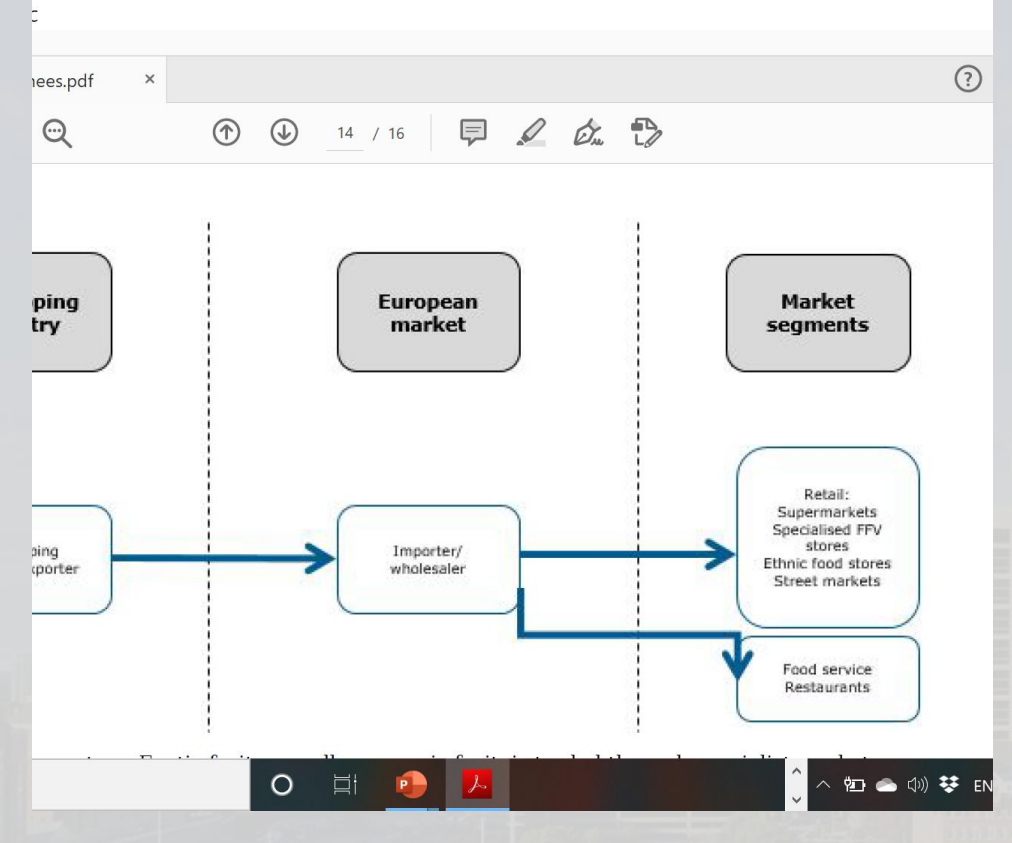 nees.pdf ×
14 / 16
ping
try
European
market
Market
segments
ping
xporter
Importer/
wholesaler
Retail:
Supermarkets
Specialised FFV
stores
Ethnic food stores
Street markets
Food service
Restaurants
EN